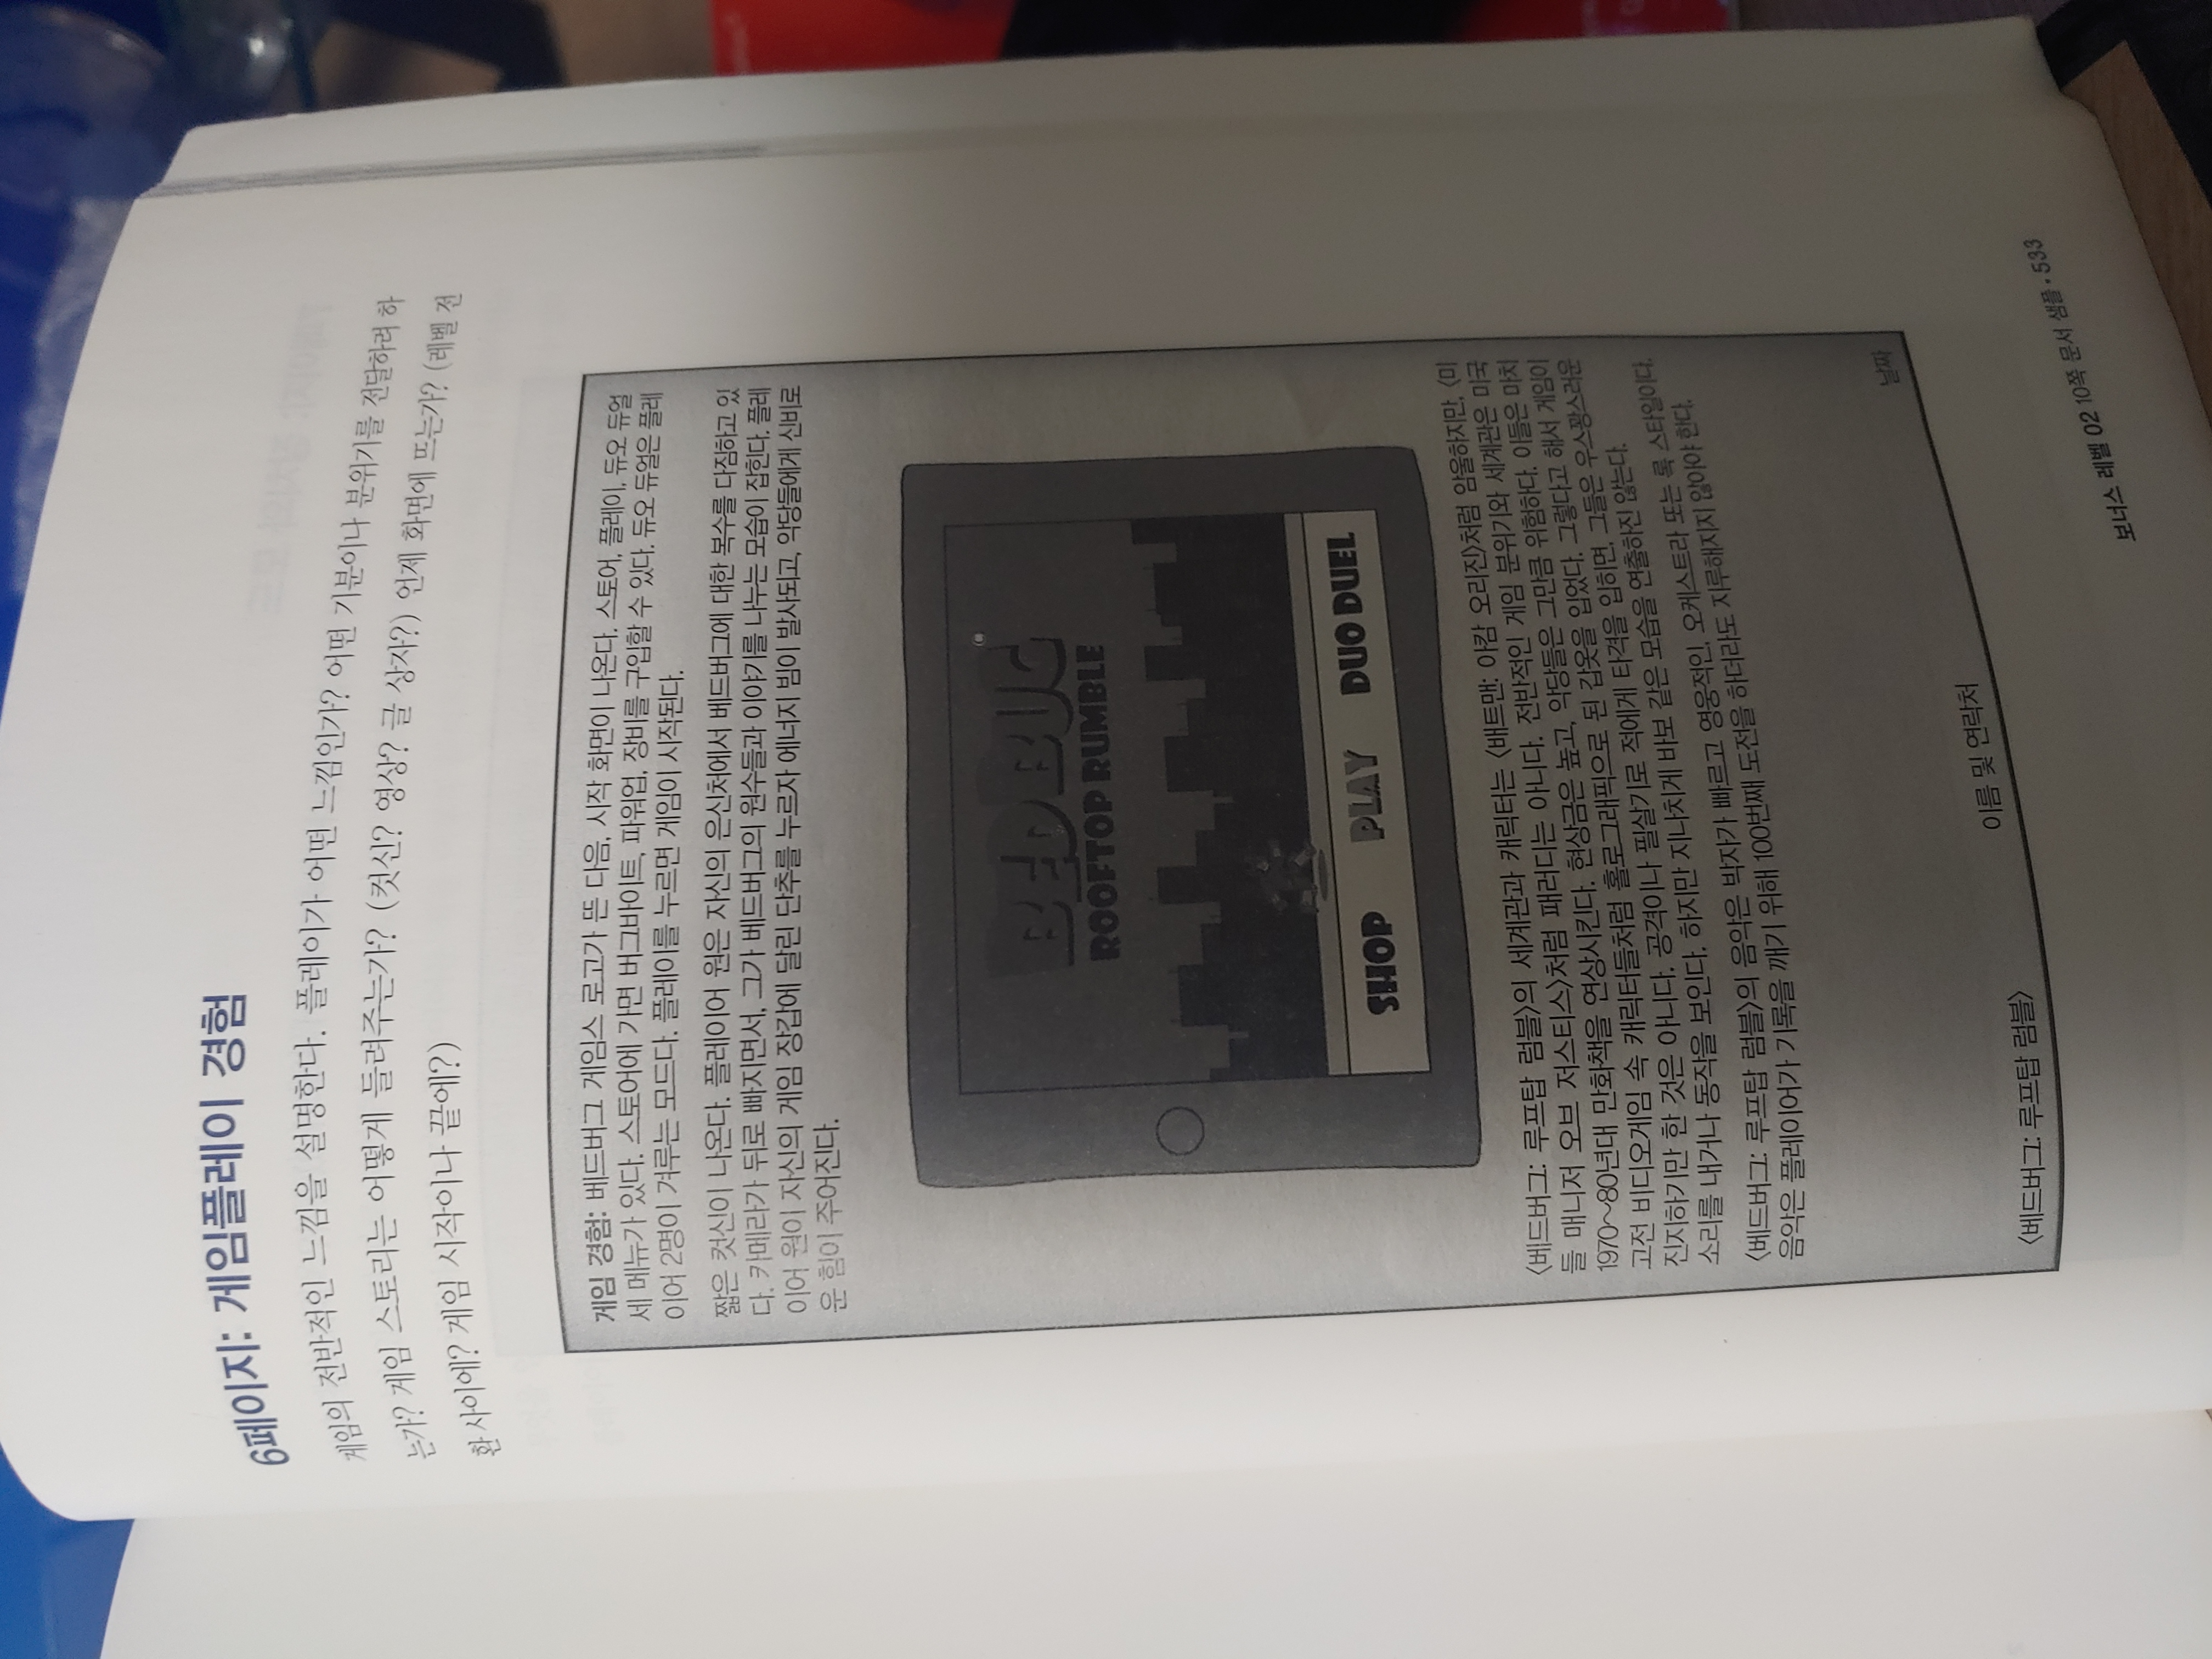 6페이지: 게임플레이 경험
게임의 전반적인 느낌을 설명한다. 플레이가 어떤 느낌인가? 어떤 기분이나 분위기를 전달하려 하
는가? 게임 스토리는 어떻게 들려주는가? (컷신? 영상? 글 상자?) 언제 화면에 뜨는가? (레벨 전
환 사이에? 게임 시작이나 끝에?)
게임 경험: 베드버그 게임스 로고가 뜬 다음, 시작 화면이 나온다. 스토어, 플레이, 듀오 듀얼
세 메뉴가 있다. 스토어에 가면 버그바이트, 파워업, 장비를 구입할 수 있다. 듀오 듀얼은 플레
이어 2명이 겨루는 모드다. 플레이를 누르면 게임이 시작된다.
짧은 컷신이 나온다. 플레이어 원은 자신의 은신처에서 베드버그에 대한 복수를 다짐하고 있
다. 카메라가 뒤로 빠지면서, 그가 베드버그의 원수들과 이야기를 나누는 모습이 잡힌다. 플레
이어 원이 자신의 게임 장갑에 달린 단추를 누르자 에너지 빔이 발사되고, 악당들에게 신비로
운 힘이 주어진다.
BED BUG
ROOFTOP RUMBLE
SHOP PLAY DUO DUEL
〈베드버그: 루프탑 럼블〉의 세계관과 캐릭터는 〈배트맨: 아캄 오리진〉처럼 암울하지만, 〈미
들 매니저 오브 저스티스〉처럼 패러디는 아니다. 전반적인 게임 분위기와 세계관은 미국
1970~80년대 만화책을 연상시킨다. 현상금은 높고, 악당들은 그만큼 위험하다. 이들은 마치
고전 비디오게임 속 캐릭터들처럼 홀로그래픽으로 된 갑옷을 입었다. 그렇다고 해서 게임이
진지하기만 한 것은 아니다. 공격이나 필살기로 적에게 타격을 입히면, 그들은 우스꽝스러운
소리를 내거나 동작을 보인다. 하지만 지나치게 바보 같은 모습을 연출하진 않는다.
〈베드버그: 루프탑 럼블〉의 음악은 박자가 빠르고 영웅적인, 오케스트라 또는 록 스타일이다.
음악은 플레이어가 기록을 깨기 위해 100번째 도전을 하더라도 지루해지지 않아야 한다.
〈베드버그: 루프탑 럼블〉 이름 및 연락처 날짜
보너스 레벨 02 10쪽 문서 샘플 • 533